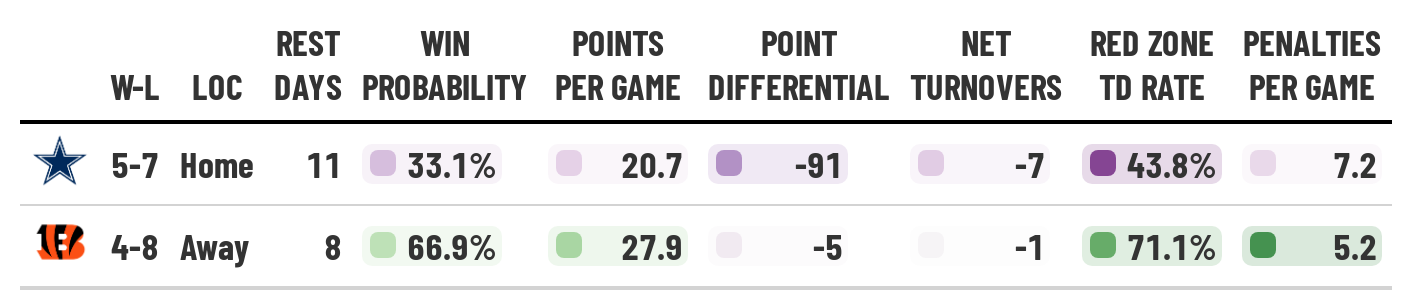 REST WIN POINTS POINT NET RED ZONE PENALTIES
W-L LOC DAYS PROBABILITY PER GAME DIFFERENTIAL TURNOVERS TD RATE PER GAME
5-7 Home 11 33.1% 20.7 -91 -7 43.8% 7.2
4-8 Away 8 66.9% 27.9 -5 -1 71.1% 5.2